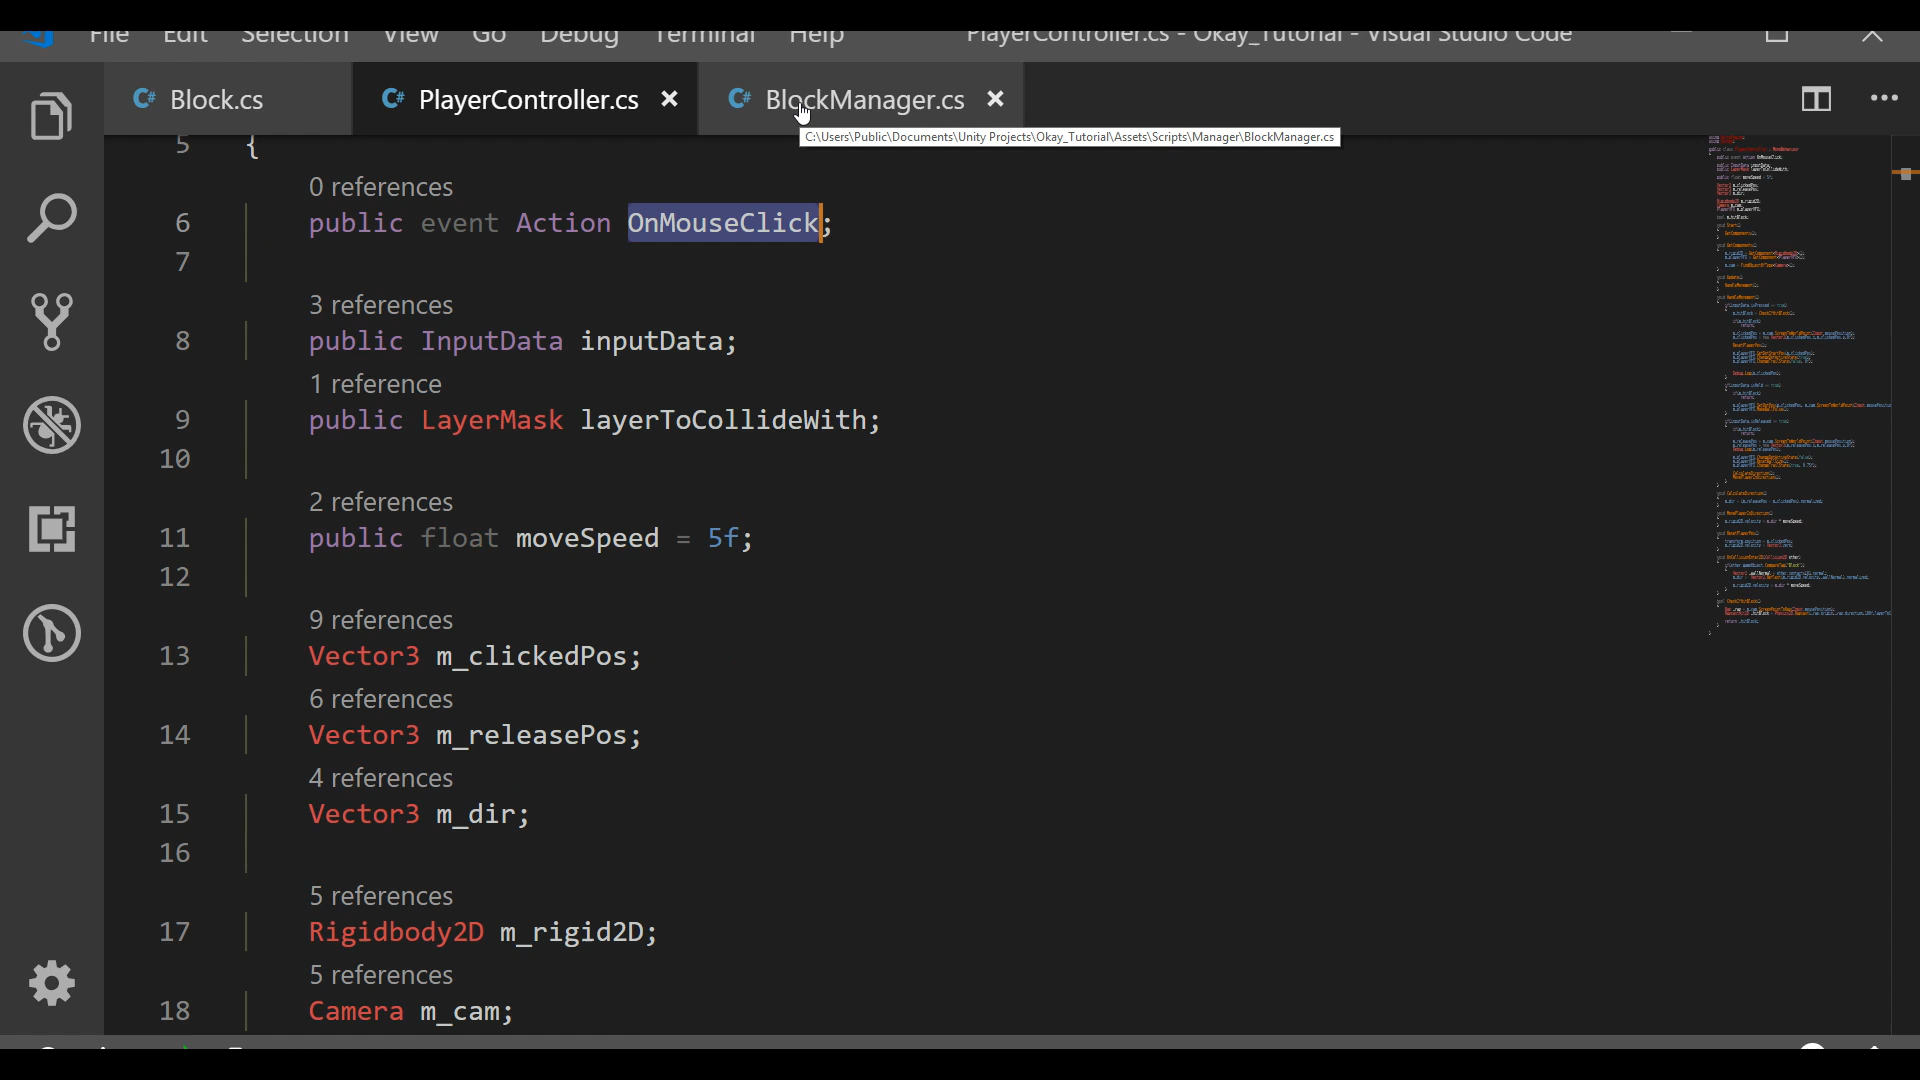 File Edit Selection View Go Debug Terminal Help PlayerController.cs - Okay_Tutorial - Visual Studio Code
C# Block.cs C# PlayerController.cs C# BlockManager.cs
C:\Users\Public\Documents\Unity Projects\Okay_Tutorial\Assets\Scripts\Manager\BlockManager.cs
5 {
0 references
6 public event Action OnMouseClick;
7
3 references
8 public InputData inputData;
1 reference
9 public LayerMask layerToCollideWith;
10
2 references
11 public float moveSpeed = 5f;
12
9 references
13 Vector3 m_clickedPos;
6 references
14 Vector3 m_releasePos;
4 references
15 Vector3 m_dir;
16
5 references
17 Rigidbody2D m_rigid2D;
5 references
18 Camera m_cam;